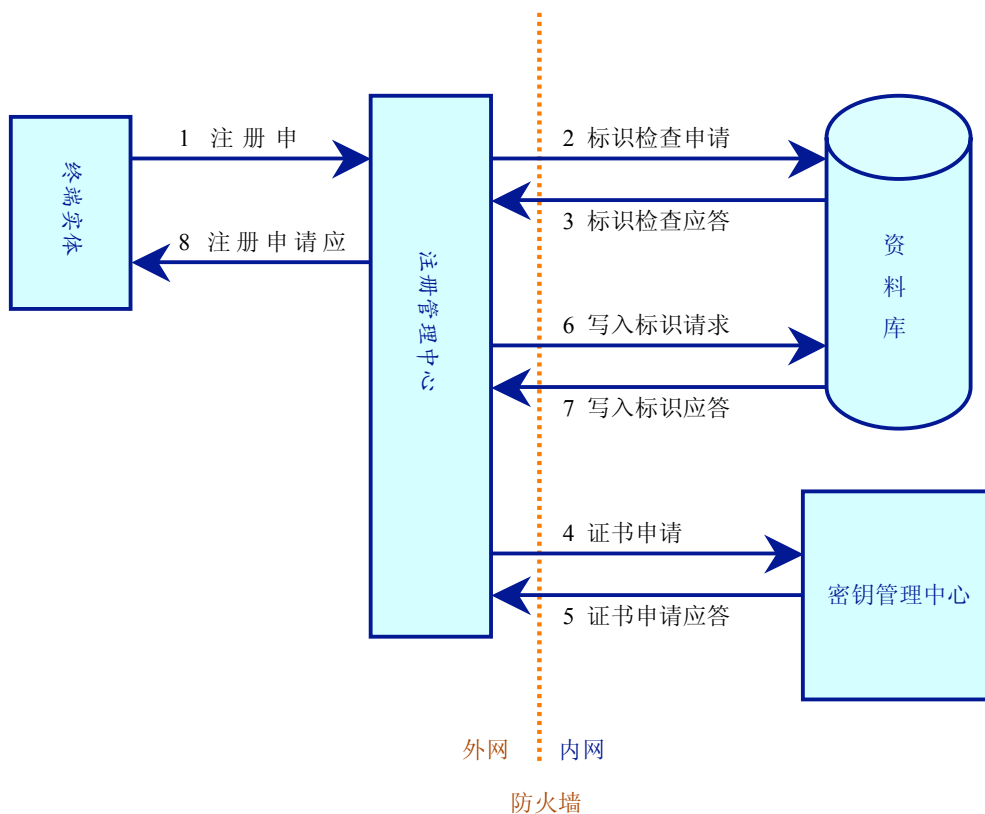 1 注册申
2 标识检查申请
终端实体
3 标识检查应答
8 注册申请应
注册管理中心
资料库
6 写入标识请求
7 写入标识应答
4 证书申请
密钥管理中心
5 证书申请应答
外网
内网
防火墙